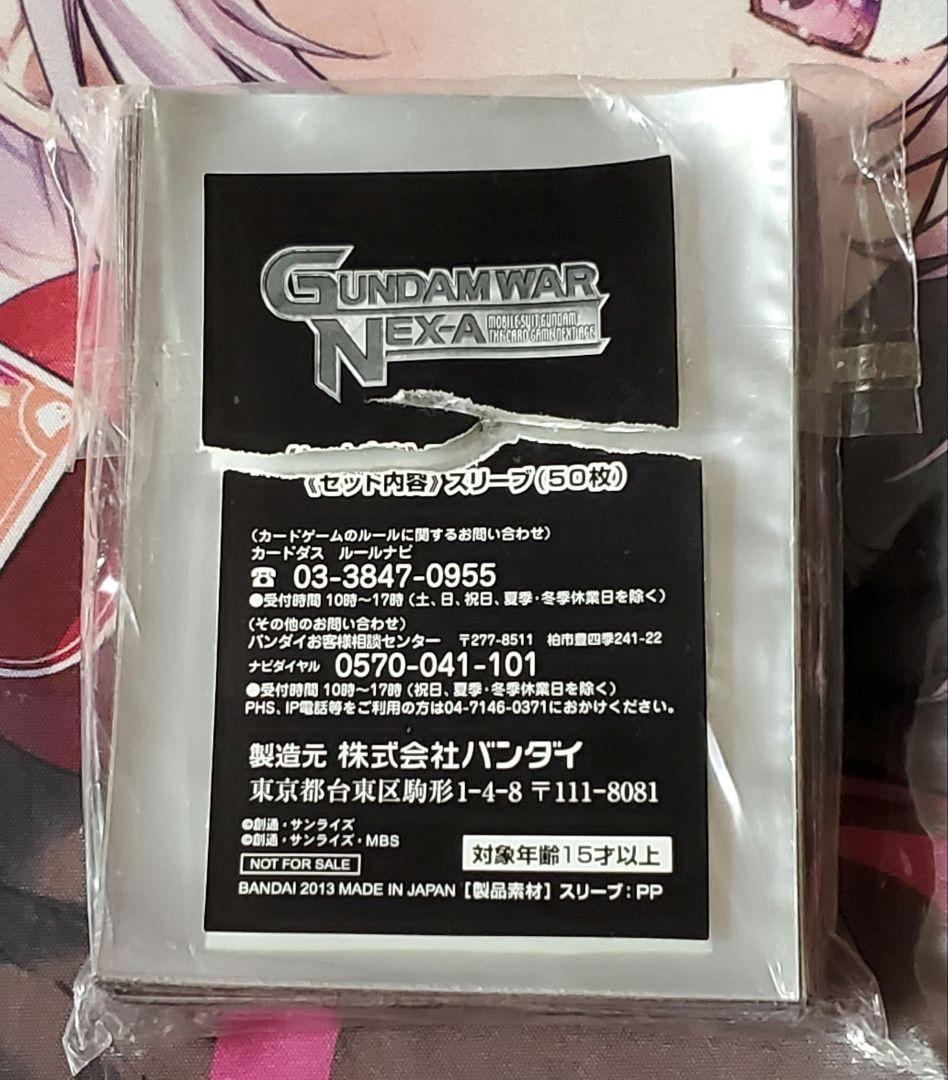 GUNDAM WAR
NEX-A MOBILE SUIT GUNDAM
THE CARD GAME NEXT AGE
《セット内容》スリーブ(50枚)
(カードゲームのルールに関するお問い合わせ)
カードダス ルールナビ
☎ 03-3847-0955
●受付時間 10時~17時(土、日、祝日、夏季・冬季休業日を除く)
(その他のお問い合わせ)
バンダイお客様相談センター 〒277-8511 柏市豊四季241-22
ナビダイヤル 0570-041-101
●受付時間 10時~17時(祝日、夏季・冬季休業日を除く)
PHS、IP電話等をご利用の方は04-7146-0371におかけください。
製造元 株式会社バンダイ
東京都台東区駒形1-4-8 〒111-8081
©創通・サンライズ
©創通・サンライズ・MBS
NOT FOR SALE
対象年齢15才以上
BANDAI 2013 MADE IN JAPAN [製品素材] スリーブ:PP